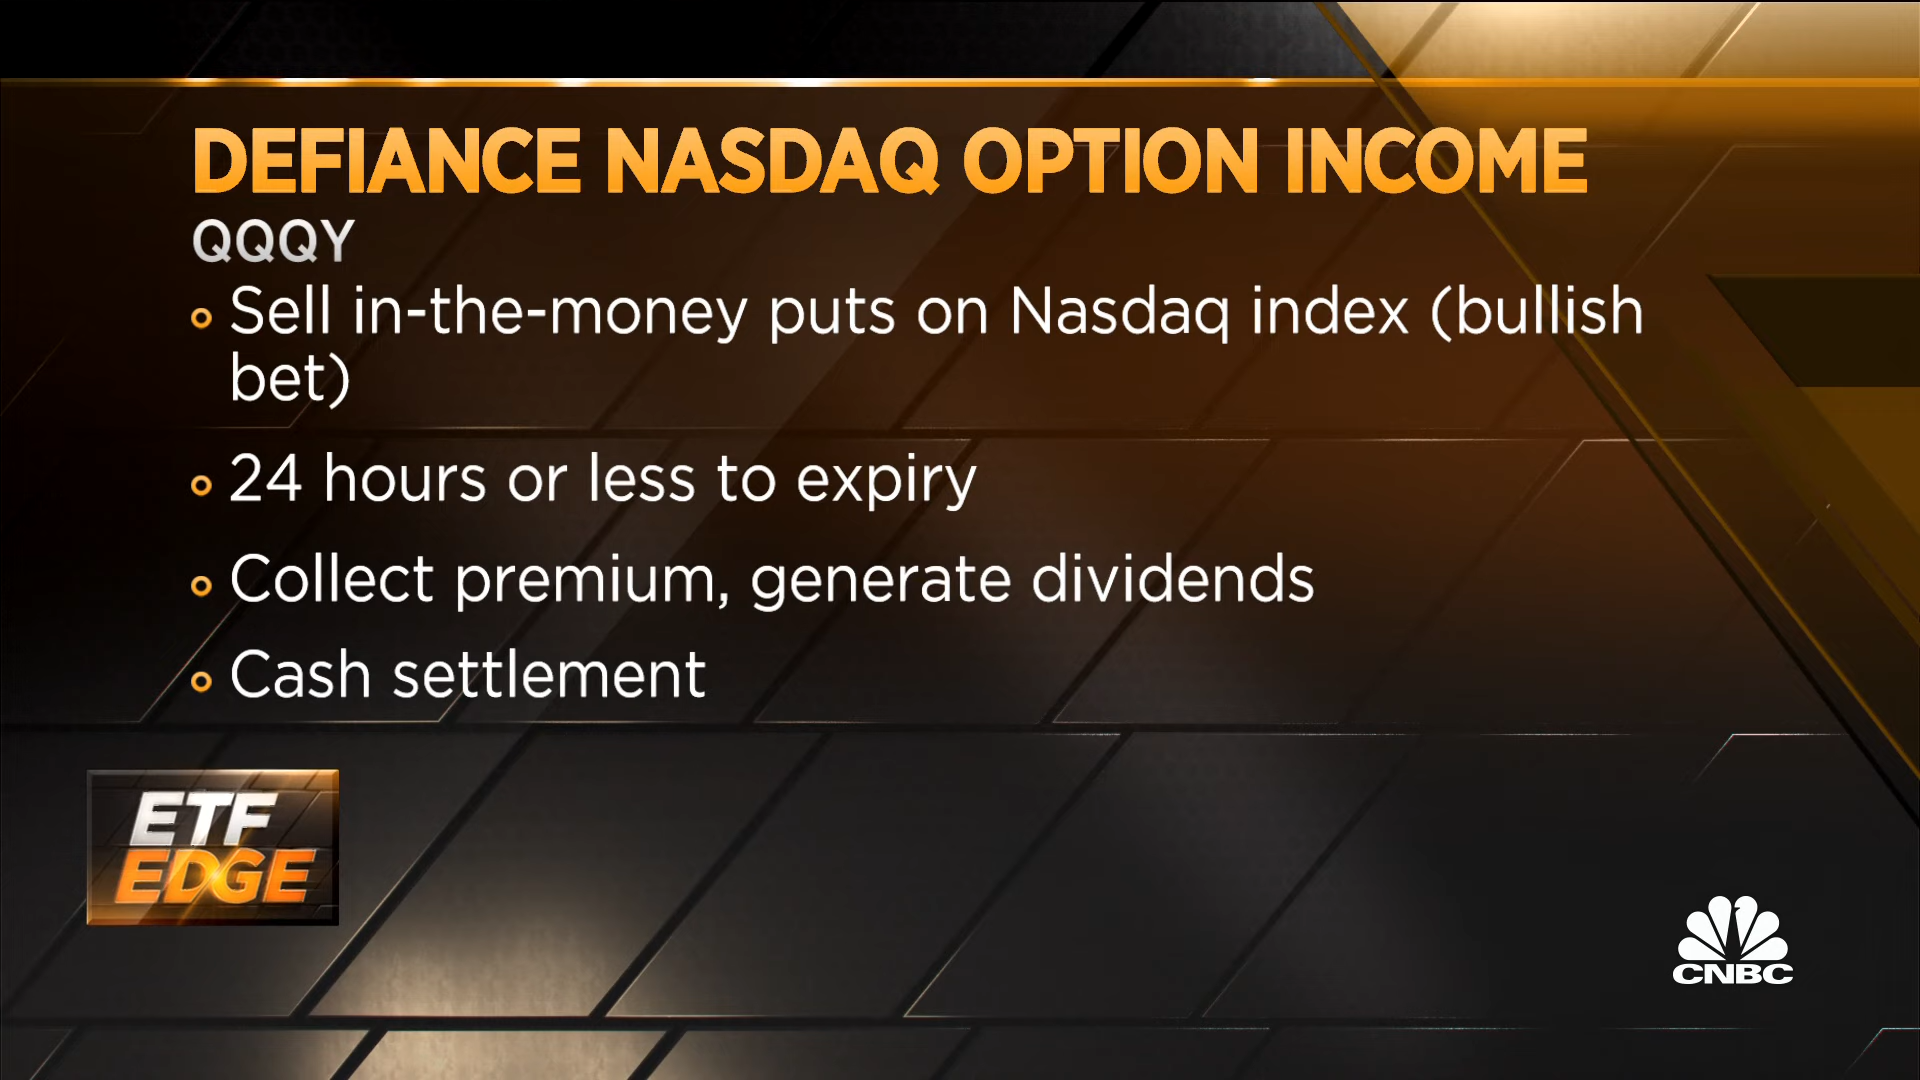 DEFIANCE NASDAQ OPTION INCOME
QQQY
Sell in-the-money puts on Nasdaq index (bullish
bet)
24 hours or less to expiry
Collect premium, generate dividends
Cash settlement
ETF
EDGE
CNBC